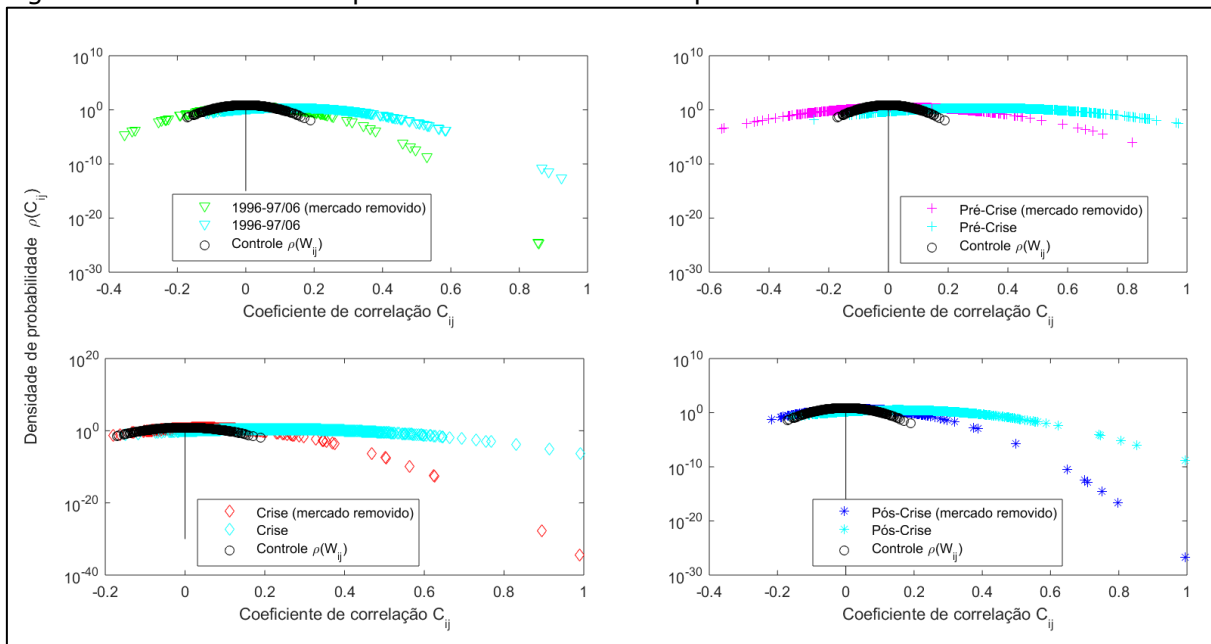 Densidade de probabilidade ρ(C_ij)
10^10
10^0
10^-10
10^-20
10^-30
-0.4 -0.2 0 0.2 0.4 0.6 0.8 1
Coeficiente de correlação C_ij
1996-97/06 (mercado removido)
1996-97/06
Controle ρ(W_ij)
10^10
10^0
10^-10
10^-20
10^-30
-0.6 -0.4 -0.2 0 0.2 0.4 0.6 0.8 1
Coeficiente de correlação C_ij
Pré-Crise (mercado removido)
Pré-Crise
Controle ρ(W_ij)
10^20
10^0
10^-20
10^-40
-0.2 0 0.2 0.4 0.6 0.8 1
Coeficiente de correlação C_ij
Crise (mercado removido)
Crise
Controle ρ(W_ij)
10^10
10^0
10^-10
10^-20
10^-30
-0.4 -0.2 0 0.2 0.4 0.6 0.8 1
Coeficiente de correlação C_ij
Pós-Crise (mercado removido)
Pós-Crise
Controle ρ(W_ij)